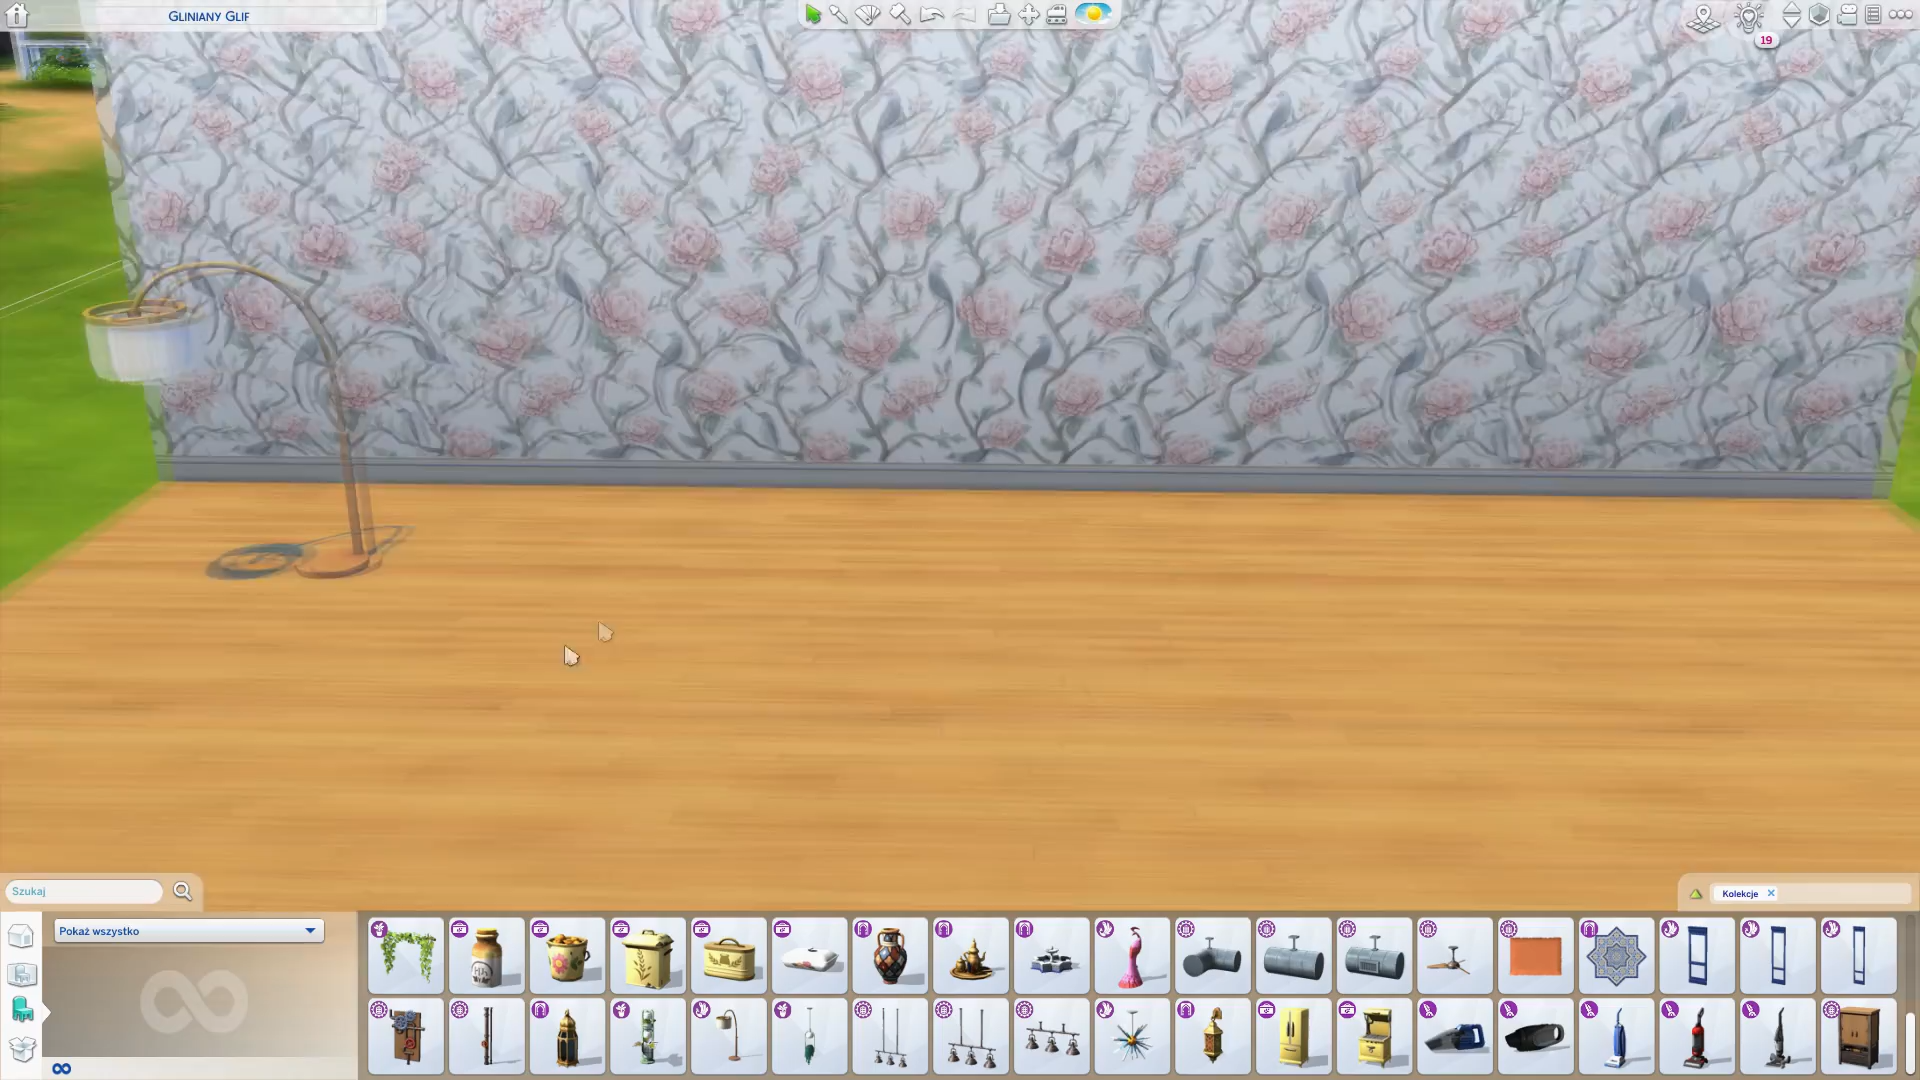 Gliniany Glif
19
Szukaj
Kolekcje
Pokaż wszystko